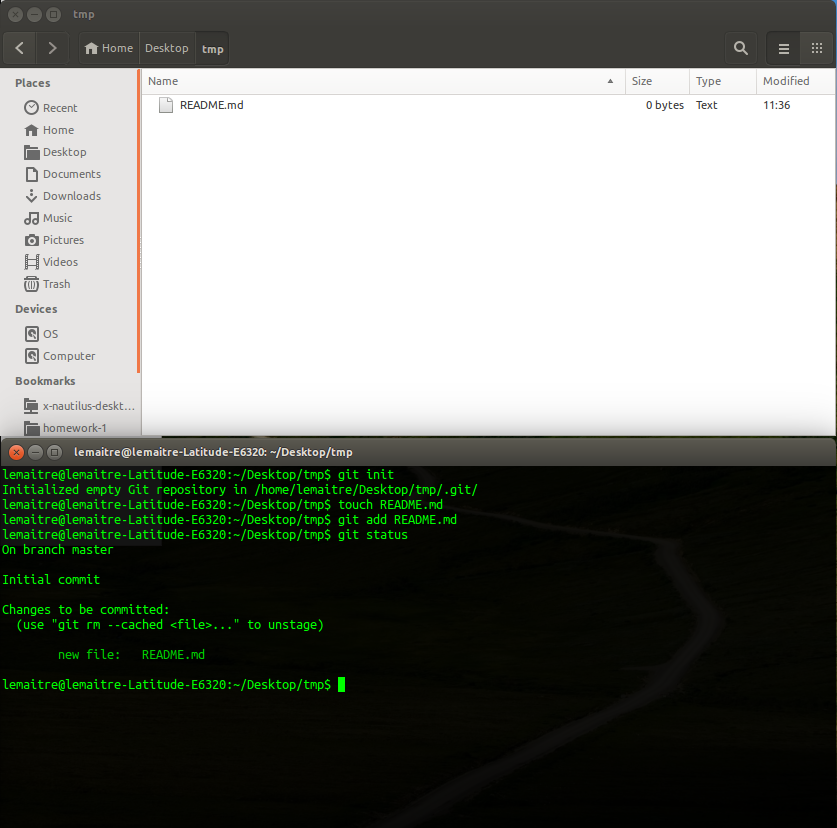 tmp
Home Desktop tmp
Places
Recent
Home
Desktop
Documents
Downloads
Music
Pictures
Videos
Trash
Devices
OS
Computer
Bookmarks
x-nautilus-deskt...
homework-1
Name Size Type Modified
README.md 0 bytes Text 11:36
lemaitre@lemaitre-Latitude-E6320: ~/Desktop/tmp
lemaitre@lemaitre-Latitude-E6320:~/Desktop/tmp$ git init
Initialized empty Git repository in /home/lemaitre/Desktop/tmp/.git/
lemaitre@lemaitre-Latitude-E6320:~/Desktop/tmp$ touch README.md
lemaitre@lemaitre-Latitude-E6320:~/Desktop/tmp$ git add README.md
lemaitre@lemaitre-Latitude-E6320:~/Desktop/tmp$ git status
On branch master
Initial commit
Changes to be committed:
(use "git rm --cached <file>..." to unstage)
new file: README.md
lemaitre@lemaitre-Latitude-E6320:~/Desktop/tmp$